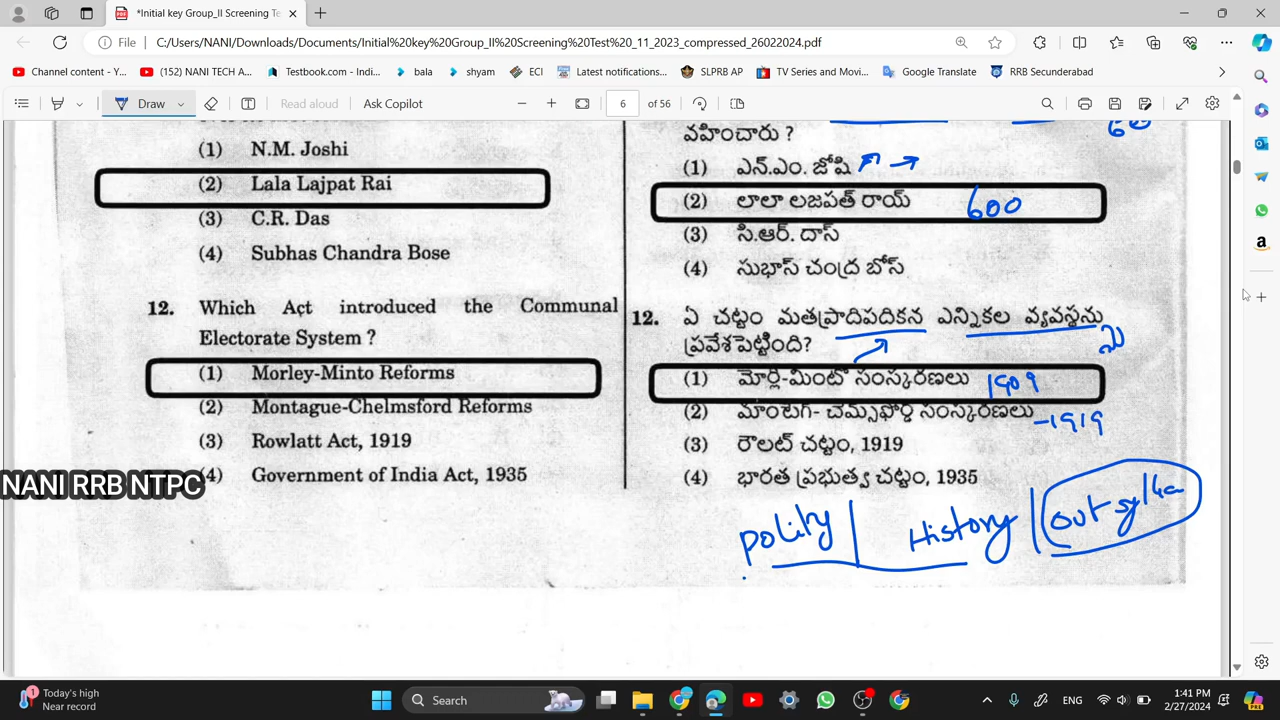 *Initial key Group_II Screening Te
File
C:/Users/NANI/Downloads/Documents/Initial%20key%20Group_II%20Screening%20Test%20_11_2023_compressed_26022024.pdf
Channel content - Y...
(152) NANI TECH A...
Testbook.com - Indi...
bala
shyam
ECI
Latest notifications...
SLPRB AP
TV Series and Movi...
Google Translate
RRB Secunderabad
Draw
Read aloud
Ask Copilot
6
of 56
(1) N.M. Joshi
(2) Lala Lajpat Rai
(3) C.R. Das
(4) Subhas Chandra Bose
12. Which Act introduced the Communal
Electorate System ?
(1) Morley-Minto Reforms
(2) Montague-Chelmsford Reforms
(3) Rowlatt Act, 1919
(4) Government of India Act, 1935
వహించారు ?
(1) ఎన్.ఎం. జోషి
(2) లాలా లజపత్ రాయ్ 600
(3) సి.ఆర్. దాస్
(4) సుభాస్ చంద్ర బోస్
12. ఏ చట్టం మతప్రాదిపదికన ఎన్నికల వ్యవస్థను
ప్రవేశపెట్టింది?
(1) మోర్లీ-మింటో సంస్కరణలు 1909
(2) మాంటెగ్- చెమ్స్‌ఫోర్డ్ సంస్కరణలు -1919
(3) రౌలట్ చట్టం, 1919
(4) భారత ప్రభుత్వ చట్టం, 1935
polity | History | out sylla
NANI RRB NTPC
1
Today's high
Near record
Search
ENG
1:41 PM
2/27/2024